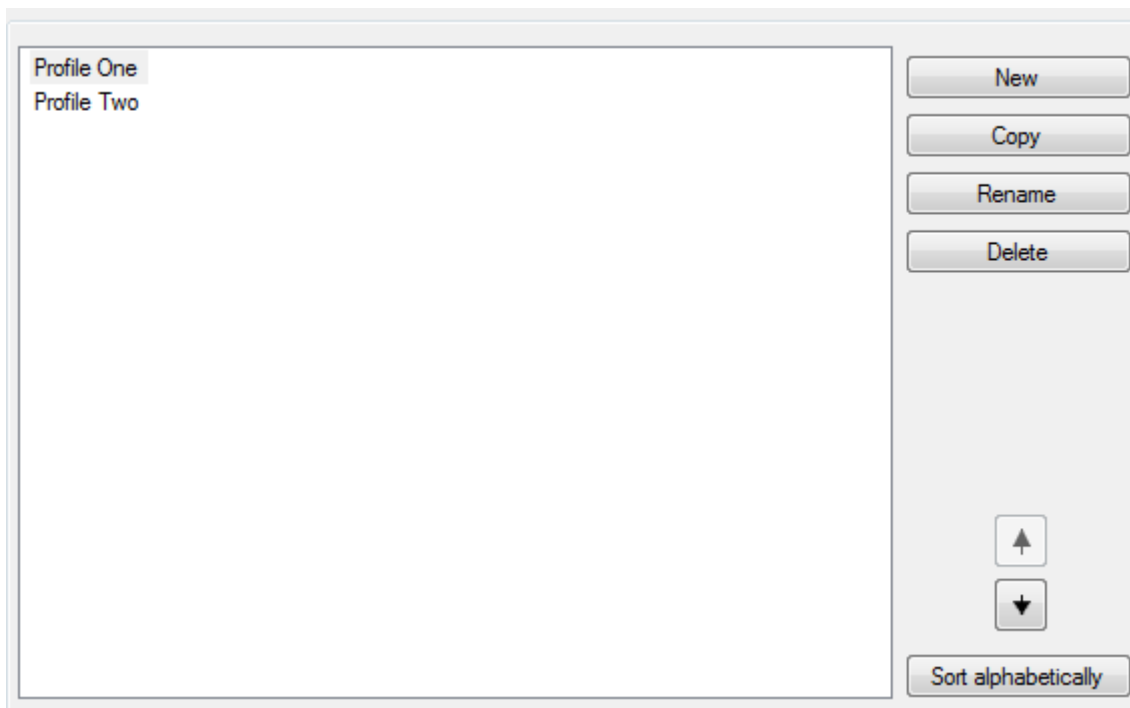 Profile One
Profile Two
New
Copy
Rename
Delete
Sort alphabetically